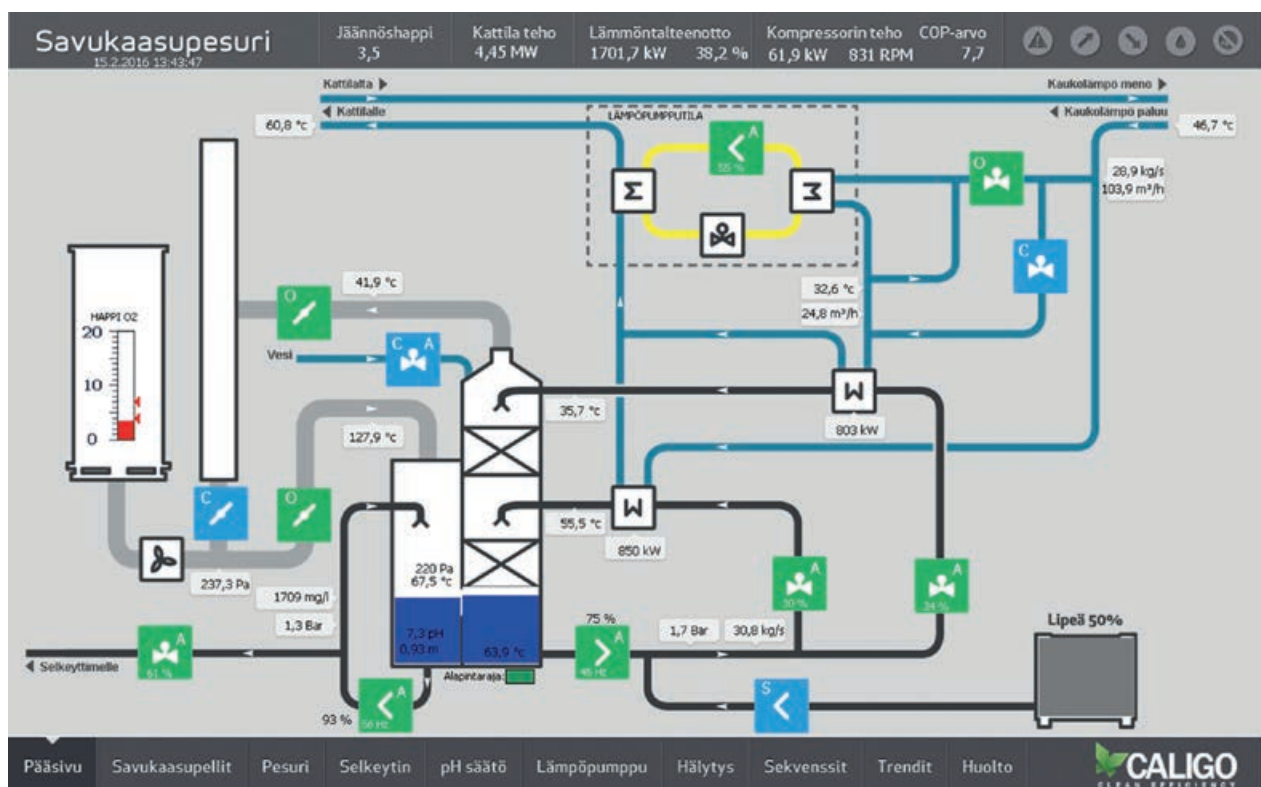 Savukaasupesuri
15.2.2016 13:43:47
Jäännöshappi
3,5
Kattila teho
4,45 MW
Lämmöntalteenotto
1701,7 kW 38,2 %
Kompressorin teho
61,9 kW 831 RPM
COP-arvo
7,7
Kattilalta
Kaukolämpö meno
Kattilalle
Kaukolämpö paluu
60,8 °c
46,7 °c
LÄMPÖPUMPPUTILA
A
55 %
O
28,9 kg/s
103,9 m³/h
C
32,6 °c
24,8 m³/h
41,9 °c
O
HAPPI O2
20
10
0
Vesi
C A
35,7 °c
803 kW
127,9 °c
C
O
55,5 °c
850 kW
237,3 Pa
220 Pa
67,5 °c
1709 mg/l
1,3 Bar
7,3 pH
0,93 m
63,9 °c
A
30 %
A
24 %
75 %
A
45 Hz
1,7 Bar
30,8 kg/s
Lipeä 50%
A
61 %
Selkeyttimelle
Alapintaraja:
93 %
A
56 Hz
S
Pääsivu Savukaasupellit Pesuri Selkeytin pH säätö Lämpöpumppu Hälytys Sekvenssit Trendit Huolto
CALIGO
CLEAN EFFICIENCY